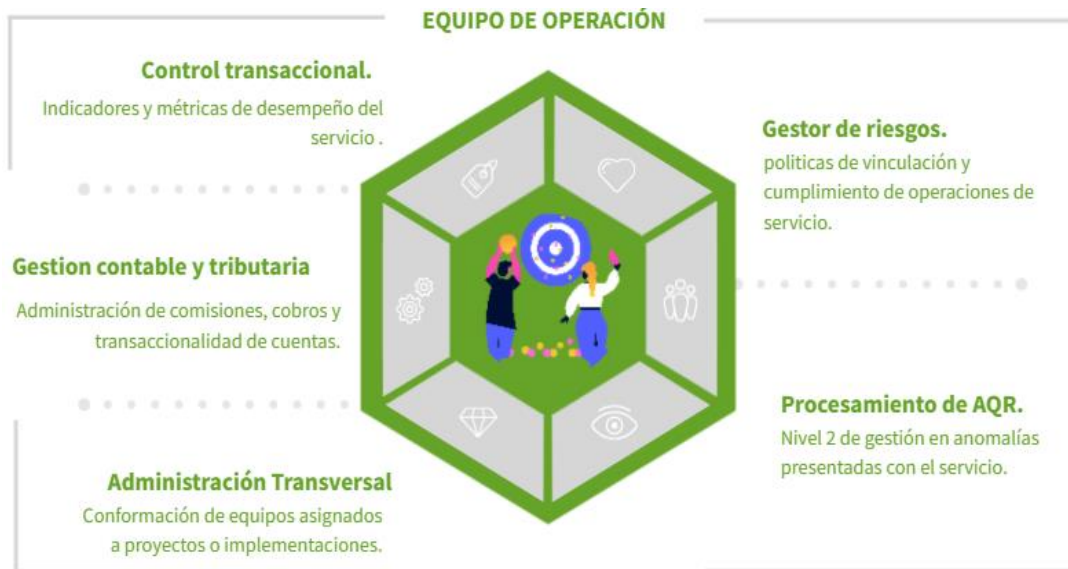 EQUIPO DE OPERACIÓN
Control transaccional.
Indicadores y métricas de desempeño del
servicio .
Gestion contable y tributaria
Administración de comisiones, cobros y
transaccionalidad de cuentas.
Administración Transversal
Conformación de equipos asignados
a proyectos o implementaciones.
Gestor de riesgos.
politicas de vinculación y
cumplimiento de operaciones de
servicio.
Procesamiento de AQR.
Nivel 2 de gestión en anomalías
presentadas con el servicio.